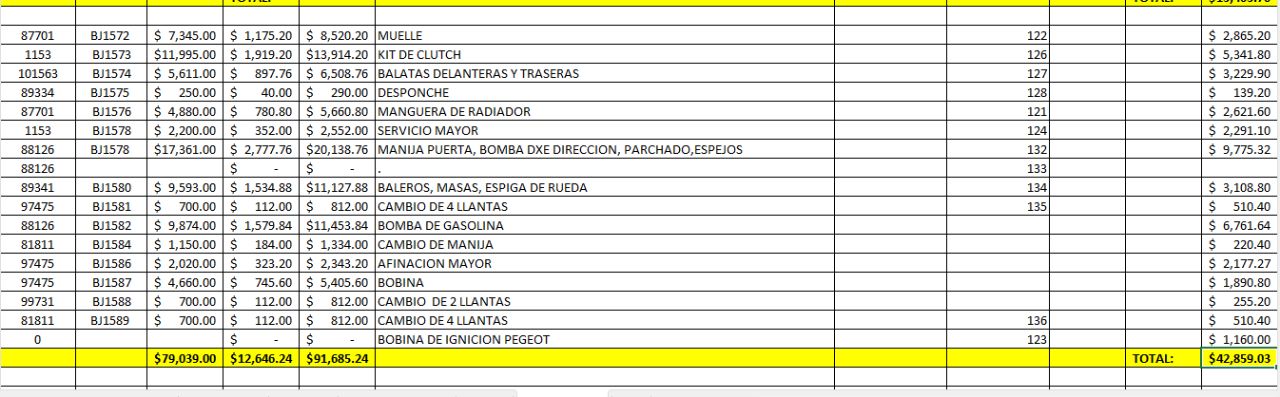 TOTAL: TOTAL: $15,405.70
87701 BJ1572 $ 7,345.00 $ 1,175.20 $ 8,520.20 MUELLE 122 $ 2,865.20
1153 BJ1573 $11,995.00 $ 1,919.20 $13,914.20 KIT DE CLUTCH 126 $ 5,341.80
101563 BJ1574 $ 5,611.00 $ 897.76 $ 6,508.76 BALATAS DELANTERAS Y TRASERAS 127 $ 3,229.90
89334 BJ1575 $ 250.00 $ 40.00 $ 290.00 DESPONCHE 128 $ 139.20
87701 BJ1576 $ 4,880.00 $ 780.80 $ 5,660.80 MANGUERA DE RADIADOR 121 $ 2,621.60
1153 BJ1578 $ 2,200.00 $ 352.00 $ 2,552.00 SERVICIO MAYOR 124 $ 2,291.10
88126 BJ1578 $17,361.00 $ 2,777.76 $20,138.76 MANIJA PUERTA, BOMBA DXE DIRECCION, PARCHADO,ESPEJOS 132 $ 9,775.32
88126 $ - $ - . 133
89341 BJ1580 $ 9,593.00 $ 1,534.88 $11,127.88 BALEROS, MASAS, ESPIGA DE RUEDA 134 $ 3,108.80
97475 BJ1581 $ 700.00 $ 112.00 $ 812.00 CAMBIO DE 4 LLANTAS 135 $ 510.40
88126 BJ1582 $ 9,874.00 $ 1,579.84 $11,453.84 BOMBA DE GASOLINA $ 6,761.64
81811 BJ1584 $ 1,150.00 $ 184.00 $ 1,334.00 CAMBIO DE MANIJA $ 220.40
97475 BJ1586 $ 2,020.00 $ 323.20 $ 2,343.20 AFINACION MAYOR $ 2,177.27
97475 BJ1587 $ 4,660.00 $ 745.60 $ 5,405.60 BOBINA $ 1,890.80
99731 BJ1588 $ 700.00 $ 112.00 $ 812.00 CAMBIO DE 2 LLANTAS $ 255.20
81811 BJ1589 $ 700.00 $ 112.00 $ 812.00 CAMBIO DE 4 LLANTAS 136 $ 510.40
0 $ - $ - BOBINA DE IGNICION PEGEOT 123 $ 1,160.00
$79,039.00 $12,646.24 $91,685.24 TOTAL: $42,859.03